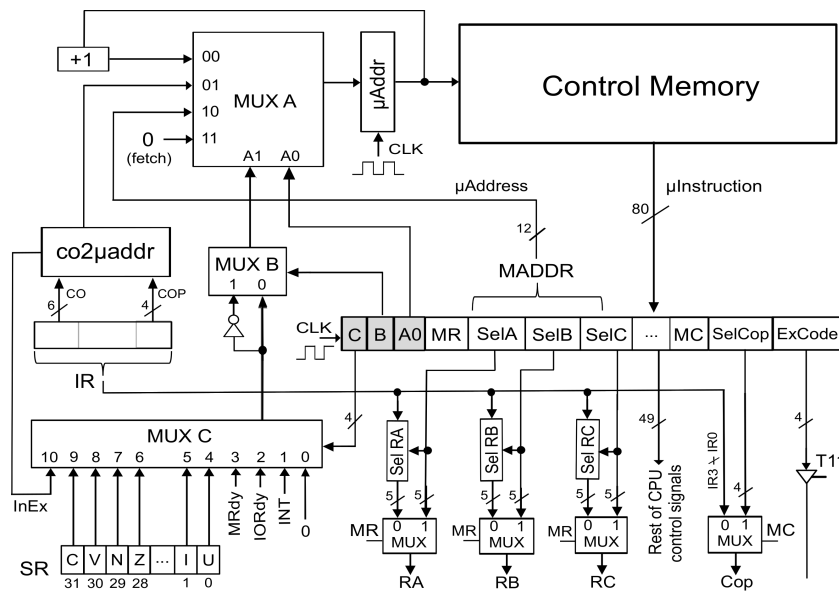 +1
00
01
10
11
MUX A
A1 A0
0
(fetch)
µAddr
CLK
Control Memory
µAddress
µInstruction
12
80
co2µaddr
6
CO
4
COP
IR
MUX B
1 0
MADDR
CLK
C B A0 MR SelA SelB SelC ... MC SelCop ExCode
4
MUX C
10 9 8 7 6 5 4 3 2 1 0
InEx
MRdy
IORdy
INT
0
SR
C V N Z ... I U
31 30 29 28 1 0
Sel RA
Sel RB
Sel RC
5 5
5 5
5 5
49
Rest of CPU
control signals
IR3
IR0
4
4
MR
0 1
MUX
RA
MR
0 1
MUX
RB
MR
0 1
MUX
RC
0 1
MUX
MC
Cop